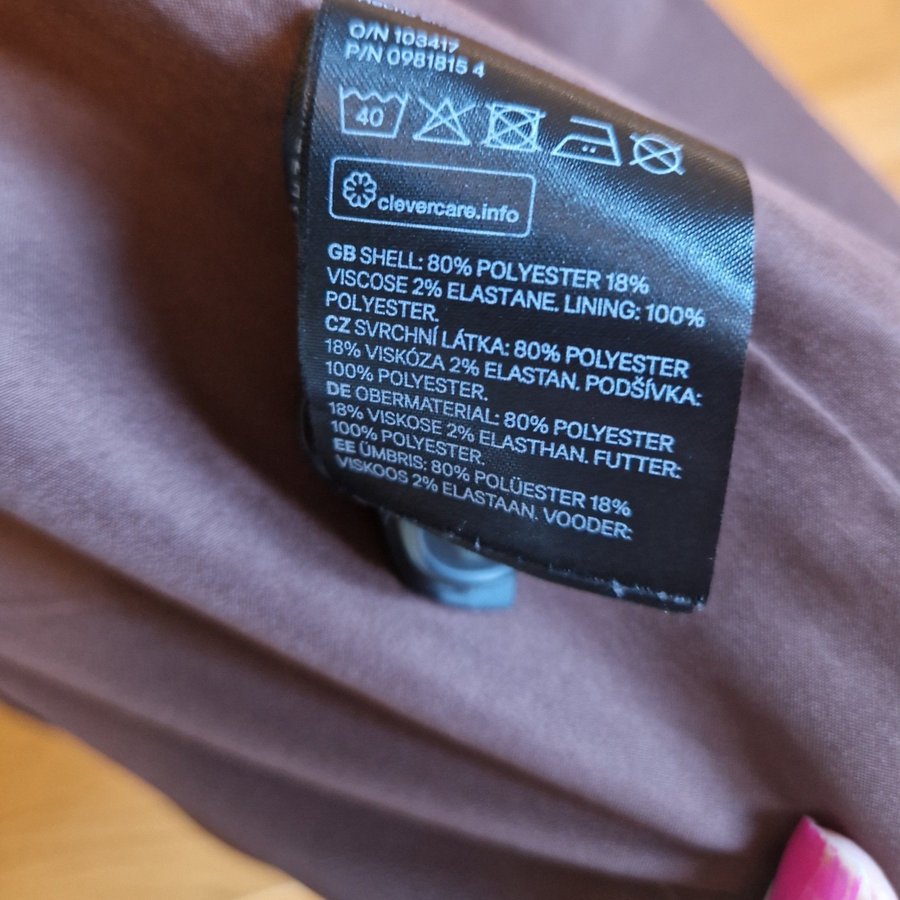 O/N 103417
P/N 0981815 4
40
clevercare.info
GB SHELL: 80% POLYESTER 18%
VISCOSE 2% ELASTANE. LINING: 100%
POLYESTER.
CZ SVRCHNÍ LÁTKA: 80% POLYESTER
18% VISKÓZA 2% ELASTAN. PODŠÍVKA:
100% POLYESTER.
DE OBERMATERIAL: 80% POLYESTER
18% VISKOSE 2% ELASTHAN. FUTTER:
100% POLYESTER.
EE ÜMBRIS: 80% POLÜESTER 18%
VISKOOS 2% ELASTAAN. VOODER: